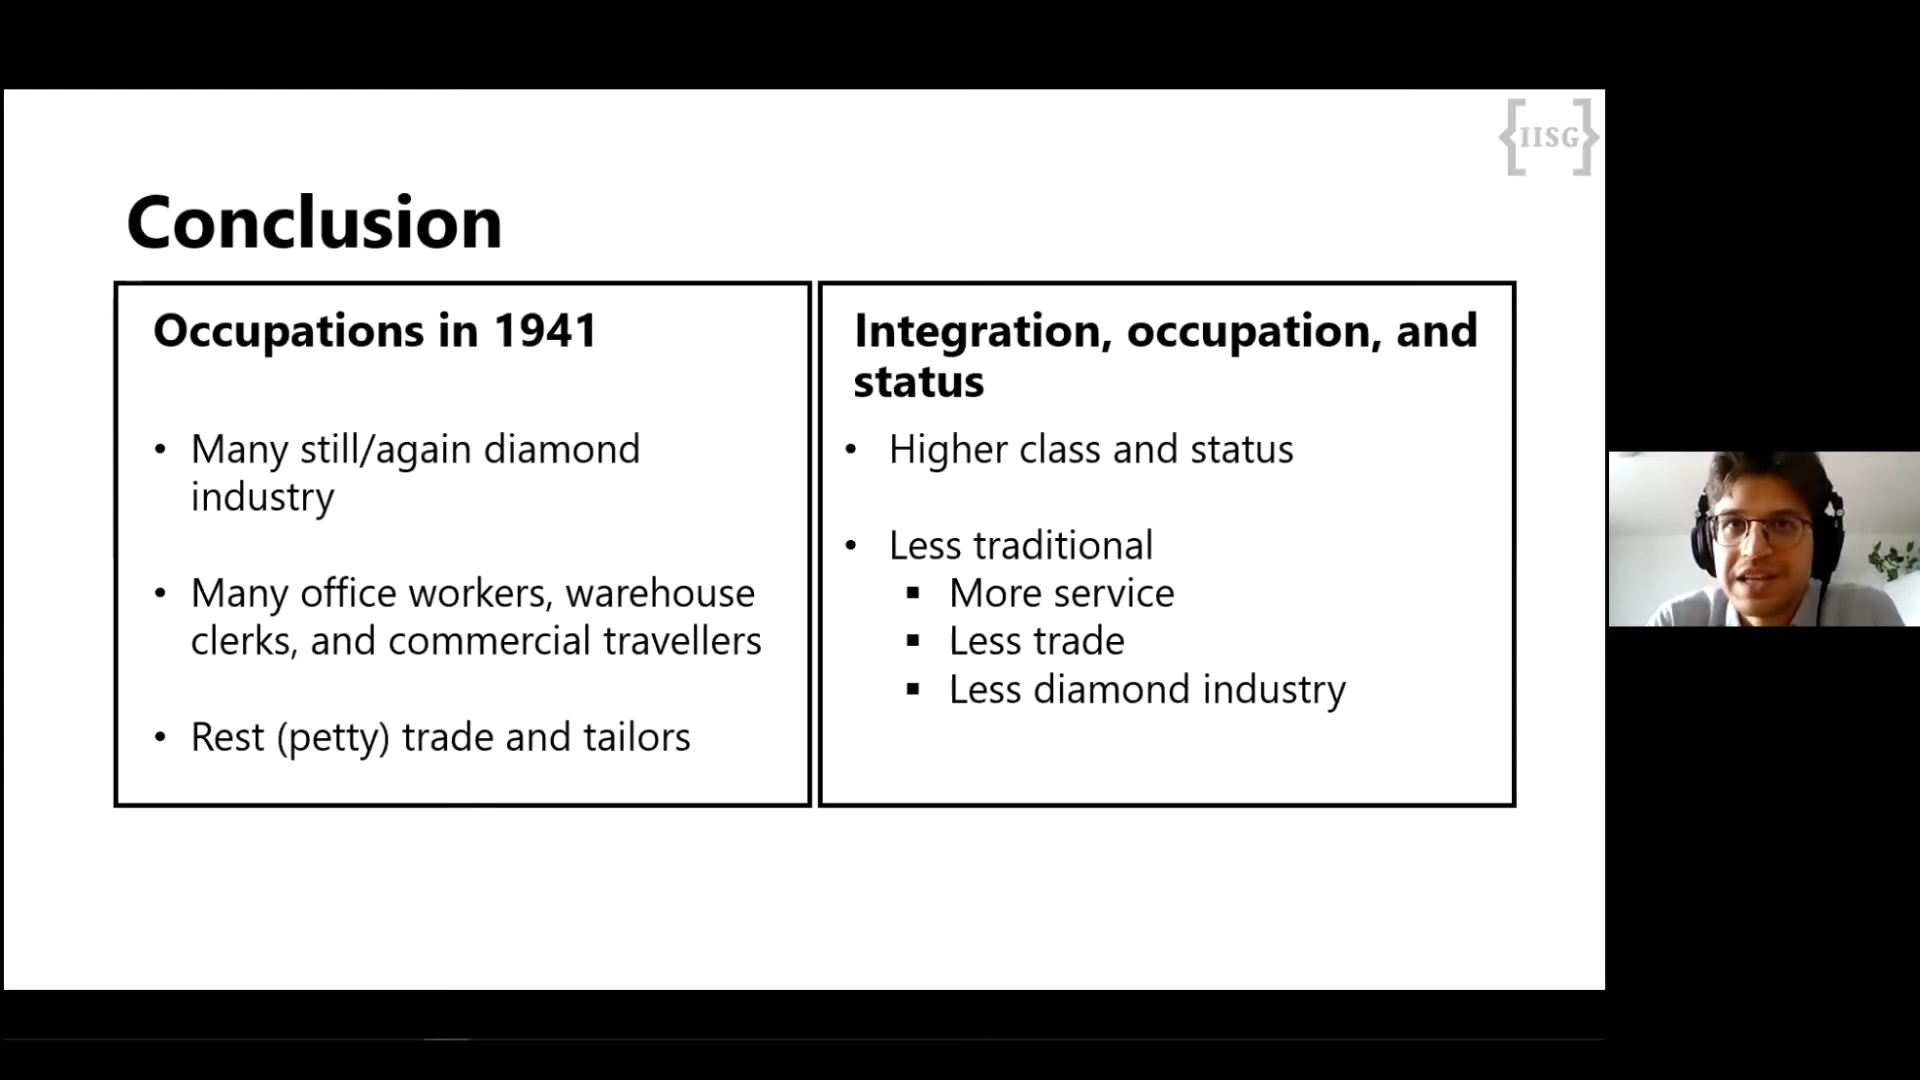 {IISG}
Conclusion
Occupations in 1941
• Many still/again diamond
industry
• Many office workers, warehouse
clerks, and commercial travellers
• Rest (petty) trade and tailors
Integration, occupation, and
status
• Higher class and status
• Less traditional
▪ More service
▪ Less trade
▪ Less diamond industry